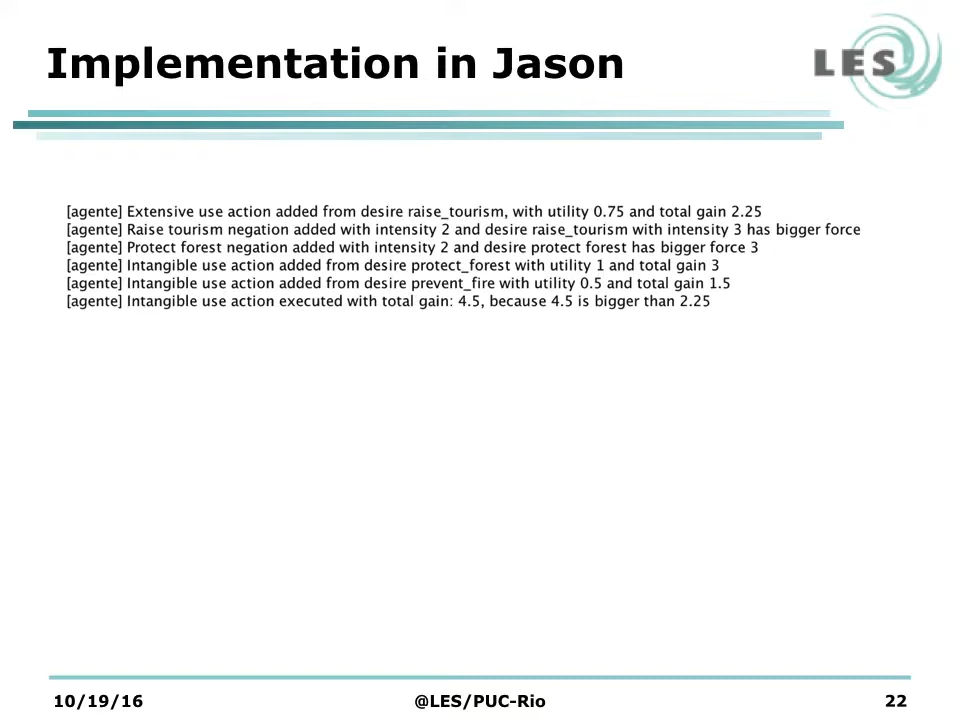 Implementation in Jason
LES
[agente] Extensive use action added from desire raise_tourism, with utility 0.75 and total gain 2.25
[agente] Raise tourism negation added with intensity 2 and desire raise_tourism with intensity 3 has bigger force
[agente] Protect forest negation added with intensity 2 and desire protect forest has bigger force 3
[agente] Intangible use action added from desire protect_forest with utility 1 and total gain 3
[agente] Intangible use action added from desire prevent_fire with utility 0.5 and total gain 1.5
[agente] Intangible use action executed with total gain: 4.5, because 4.5 is bigger than 2.25
10/19/16
@LES/PUC-Rio
22